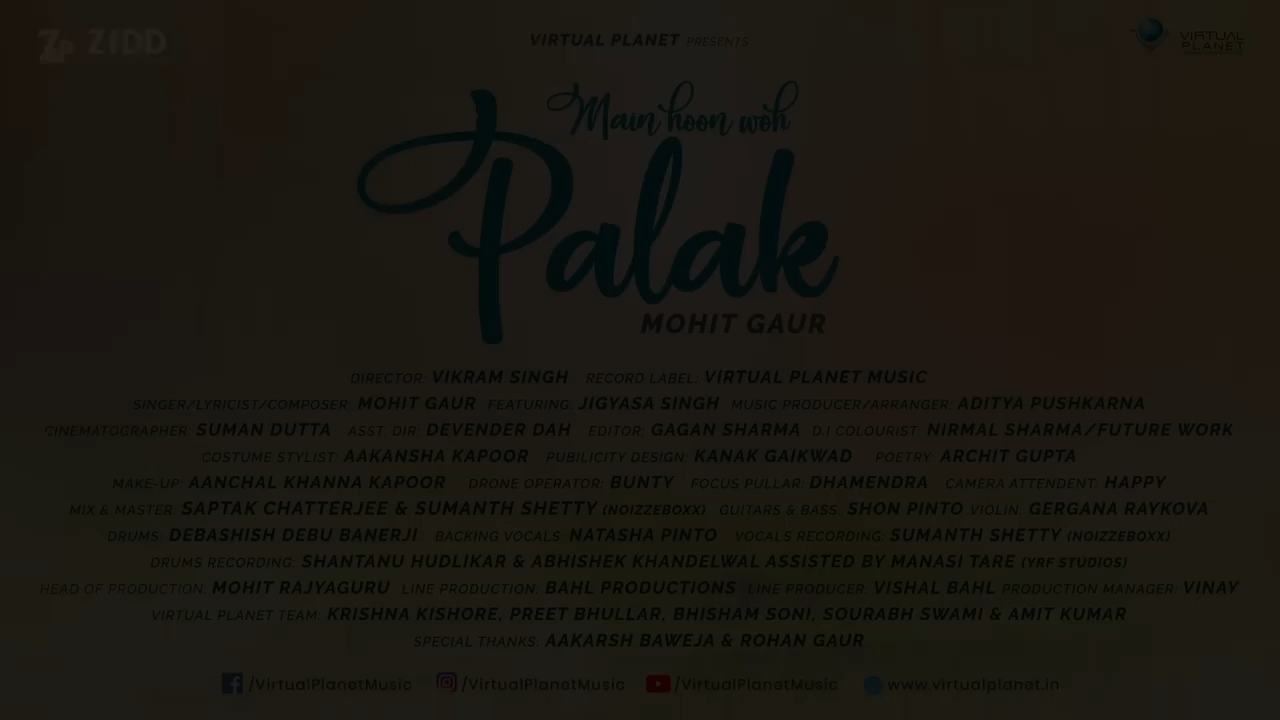 ZP ZIDD
VIRTUAL PLANET PRESENTS
VIRTUAL PLANET
Main hoon woh
Palak
MOHIT GAUR
DIRECTOR: VIKRAM SINGH RECORD LABEL: VIRTUAL PLANET MUSIC
SINGER/LYRICIST/COMPOSER: MOHIT GAUR FEATURING: JIGYASA SINGH MUSIC PRODUCER/ARRANGER: ADITYA PUSHKARNA
CINEMATOGRAPHER: SUMAN DUTTA ASST. DIR: DEVENDER DAH EDITOR: GAGAN SHARMA D.I COLOURIST: NIRMAL SHARMA/FUTURE WORK
COSTUME STYLIST: AAKANSHA KAPOOR PUBILICITY DESIGN: KANAK GAIKWAD POETRY: ARCHIT GUPTA
MAKE-UP: AANCHAL KHANNA KAPOOR DRONE OPERATOR: BUNTY FOCUS PULLAR: DHAMENDRA CAMERA ATTENDENT: HAPPY
MIX & MASTER: SAPTAK CHATTERJEE & SUMANTH SHETTY (NOIZZEBOXX) GUITARS & BASS: SHON PINTO VIOLIN: GERGANA RAYKOVA
DRUMS: DEBASHISH DEBU BANERJI BACKING VOCALS: NATASHA PINTO VOCALS RECORDING: SUMANTH SHETTY (NOIZZEBOXX)
DRUMS RECORDING: SHANTANU HUDLIKAR & ABHISHEK KHANDELWAL ASSISTED BY MANASI TARE (YRF STUDIOS)
HEAD OF PRODUCTION: MOHIT RAJYAGURU LINE PRODUCTION: BAHL PRODUCTIONS LINE PRODUCER: VISHAL BAHL PRODUCTION MANAGER: VINAY
VIRTUAL PLANET TEAM: KRISHNA KISHORE, PREET BHULLAR, BHISHAM SONI, SOURABH SWAMI & AMIT KUMAR
SPECIAL THANKS: AAKARSH BAWEJA & ROHAN GAUR
/VirtualPlanetMusic /VirtualPlanetMusic /VirtualPlanetMusic www.virtualplanet.in